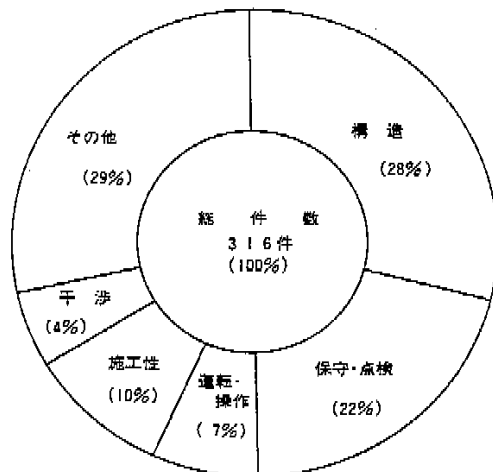 総件数
316件
(100%)
構造
(28%)
保守・点検
(22%)
運転・
操作
(7%)
施工性
(10%)
干渉
(4%)
その他
(29%)